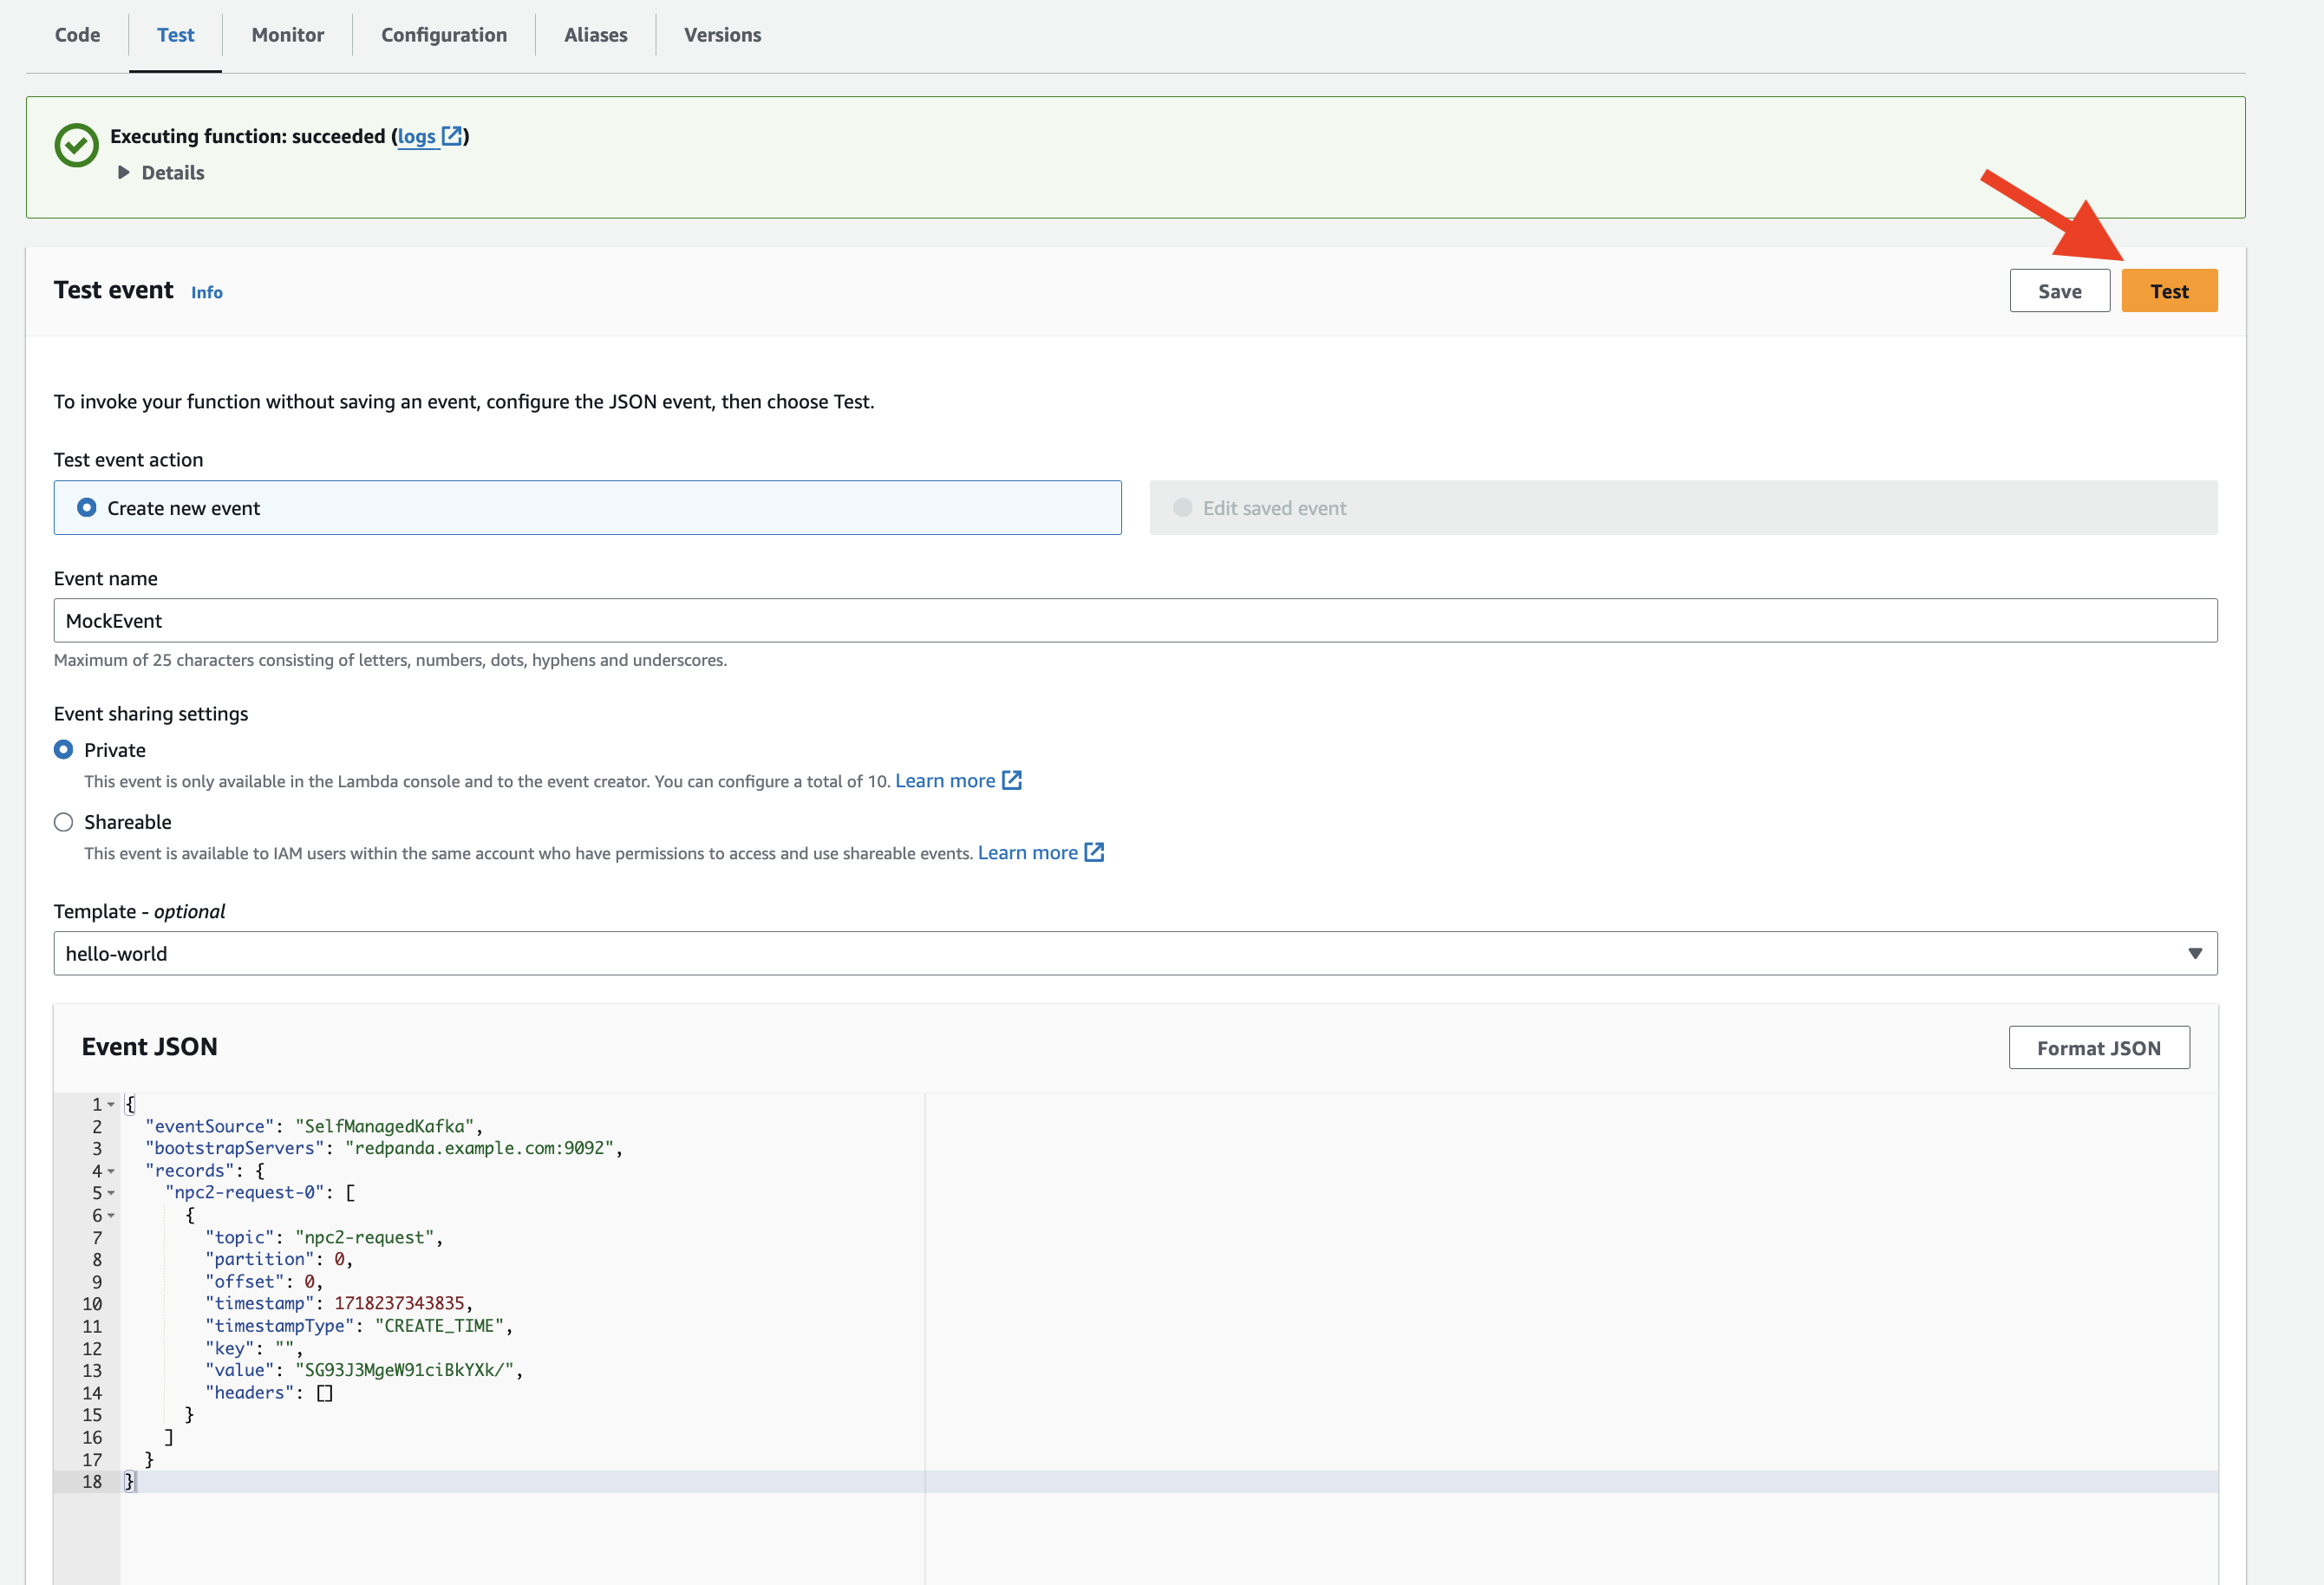 Code Test Monitor Configuration Aliases Versions
Executing function: succeeded (logs)
Details
Test event Info
Save Test
To invoke your function without saving an event, configure the JSON event, then choose Test.
Test event action
Create new event Edit saved event
Event name
MockEvent
Maximum of 25 characters consisting of letters, numbers, dots, hyphens and underscores.
Event sharing settings
Private
This event is only available in the Lambda console and to the event creator. You can configure a total of 10. Learn more
Shareable
This event is available to IAM users within the same account who have permissions to access and use shareable events. Learn more
Template - optional
hello-world
Event JSON Format JSON
1 {
2 "eventSource": "SelfManagedKafka",
3 "bootstrapServers": "redpanda.example.com:9092",
4 "records": {
5 "npc2-request-0": [
6 {
7 "topic": "npc2-request",
8 "partition": 0,
9 "offset": 0,
10 "timestamp": 1718237343835,
11 "timestampType": "CREATE_TIME",
12 "key": "",
13 "value": "SG93J3MgeW91ciBkYXk/",
14 "headers": []
15 }
16 ]
17 }
18 }